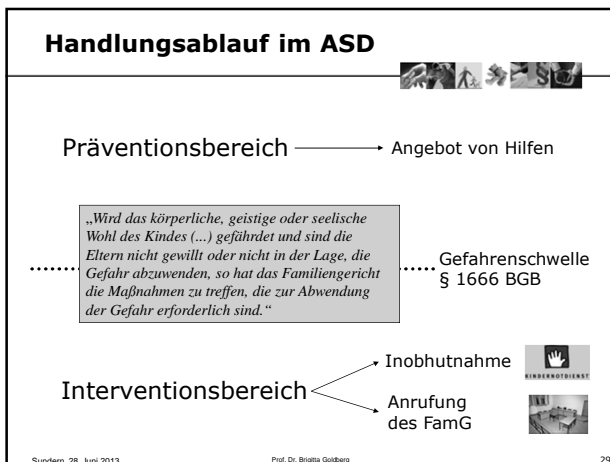 Handlungsablauf im ASD
§
Präventionsbereich
Angebot von Hilfen
„Wird das körperliche, geistige oder seelische
Wohl des Kindes (...) gefährdet und sind die
Eltern nicht gewillt oder nicht in der Lage, die
Gefahr abzuwenden, so hat das Familiengericht
die Maßnahmen zu treffen, die zur Abwendung
der Gefahr erforderlich sind.“
Gefahrenschwelle
§ 1666 BGB
Interventionsbereich
Inobhutnahme
KINDERNOTDIENST
Anrufung
des FamG
Sundern, 28. Juni 2013
Prof. Dr. Brigitta Goldberg
29